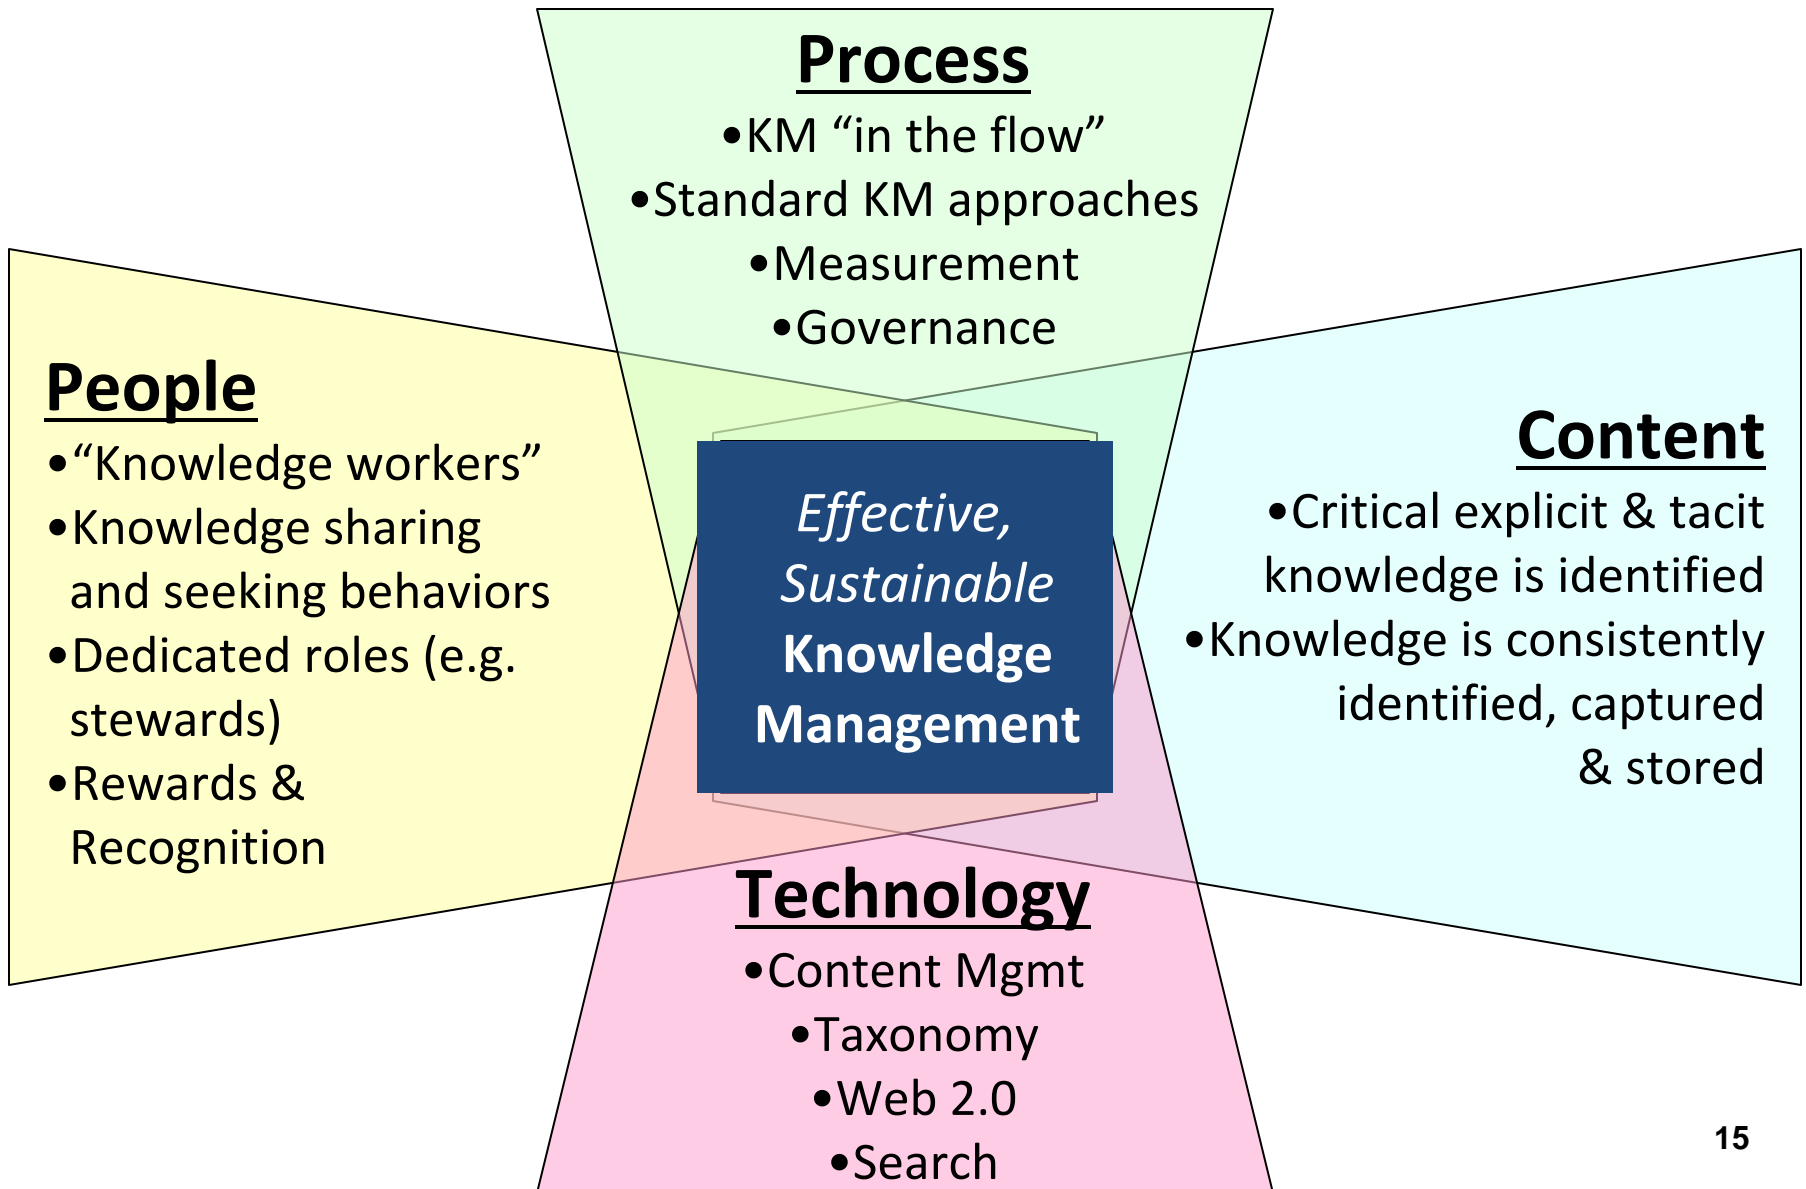 Process
•KM “in the flow”
•Standard KM approaches
•Measurement
•Governance
People
•“Knowledge workers”
•Knowledge sharing
and seeking behaviors
•Dedicated roles (e.g.
stewards)
•Rewards &
Recognition
Effective,
Sustainable
Knowledge
Management
Content
•Critical explicit & tacit
knowledge is identified
•Knowledge is consistently
identified, captured
& stored
Technology
•Content Mgmt
•Taxonomy
•Web 2.0
•Search
15